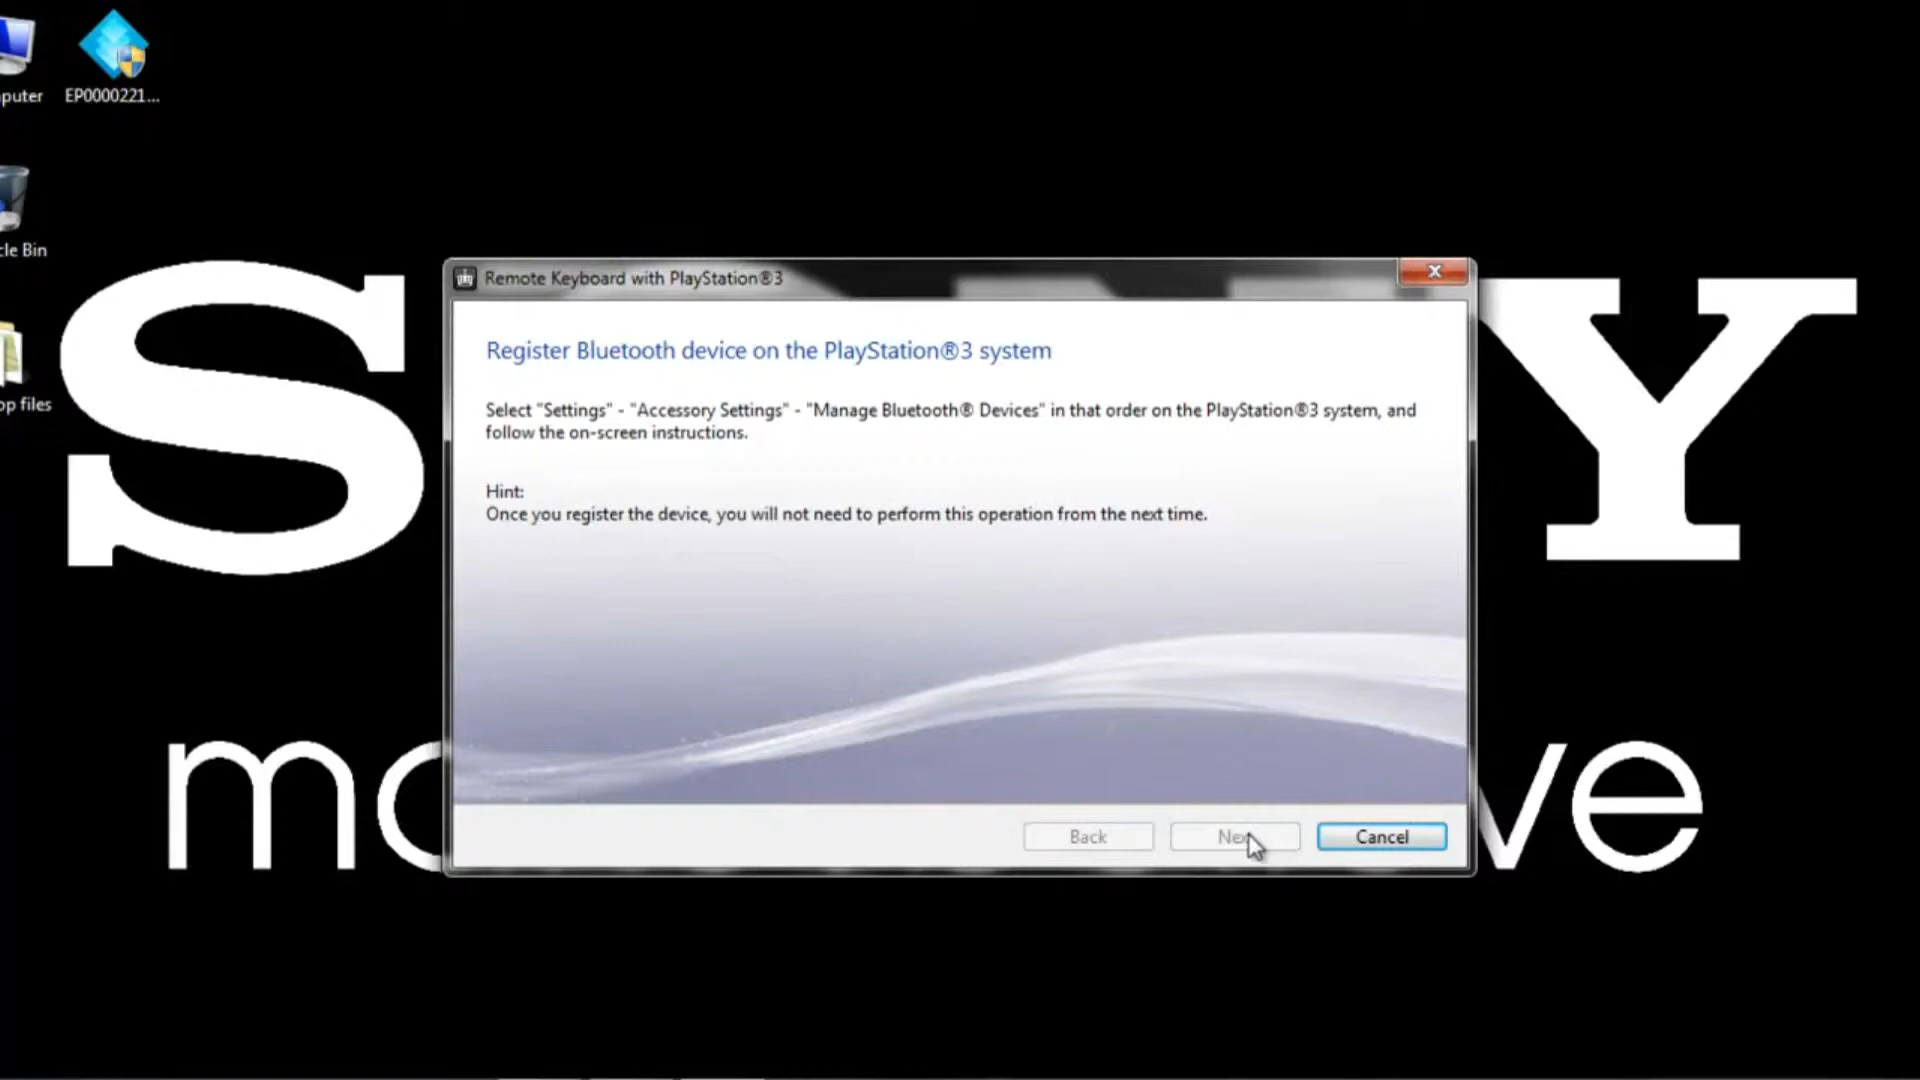 puter
EP0000221...
cle Bin
op files
S Y
Remote Keyboard with PlayStation®3
Register Bluetooth device on the PlayStation®3 system
Select "Settings" - "Accessory Settings" - "Manage Bluetooth® Devices" in that order on the PlayStation®3 system, and
follow the on-screen instructions.
Hint:
Once you register the device, you will not need to perform this operation from the next time.
m ve
Back Next Cancel